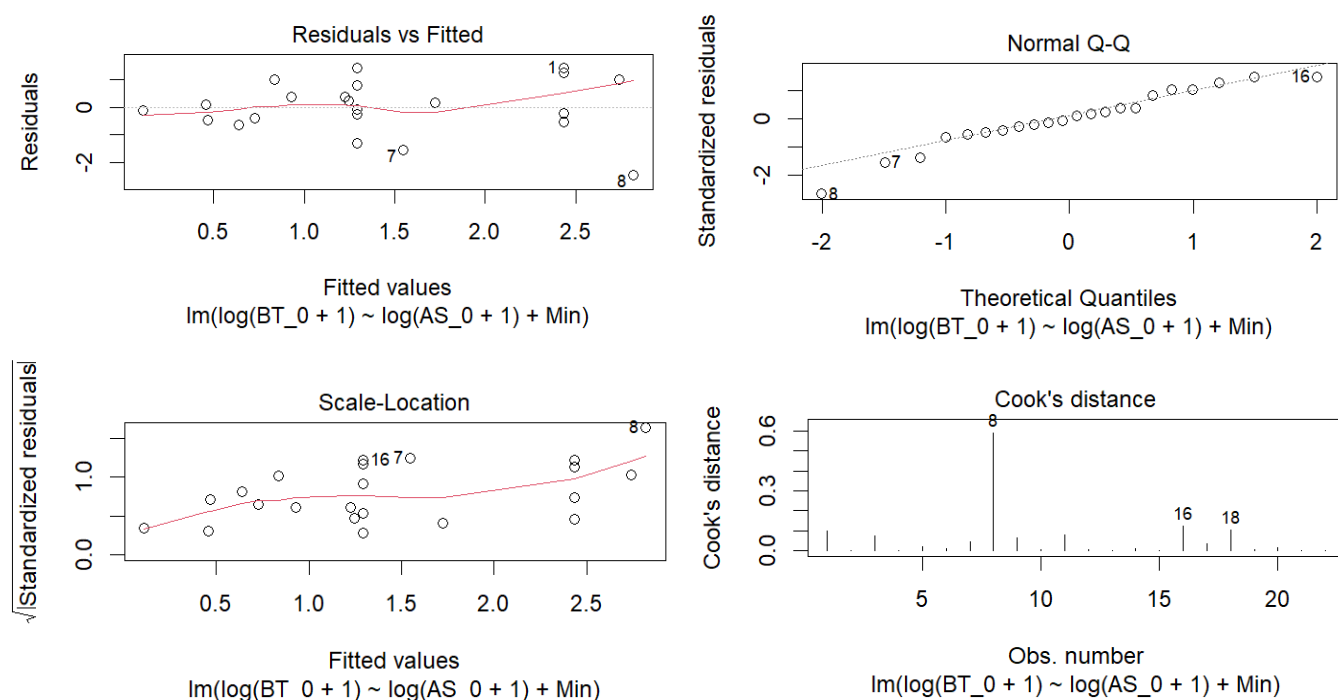 Residuals vs Fitted
Residuals
0
-2
1
7
8
0.5 1.0 1.5 2.0 2.5
Fitted values
lm(log(BT_0 + 1) ~ log(AS_0 + 1) + Min)
Normal Q-Q
Standardized residuals
0
-2
16
7
8
-2 -1 0 1 2
Theoretical Quantiles
lm(log(BT_0 + 1) ~ log(AS_0 + 1) + Min)
Scale-Location
√|Standardized residuals|
1.0
0.0
8
16 7
0.5 1.0 1.5 2.0 2.5
Fitted values
lm(log(BT_0 + 1) ~ log(AS_0 + 1) + Min)
Cook's distance
Cook's distance
0.6
0.3
0.0
8
16
18
5 10 15 20
Obs. number
lm(log(BT_0 + 1) ~ log(AS_0 + 1) + Min)